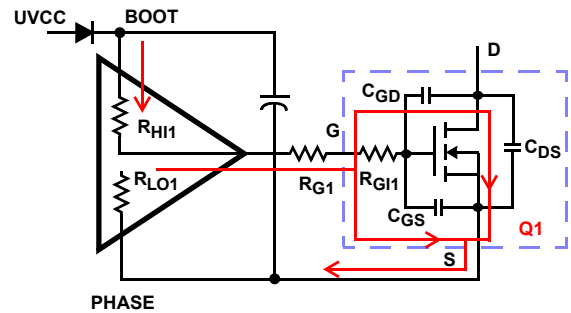 UVCC
BOOT
D
CGD
RHI1
G
CDS
RLO1
RG1
RGI1
CGS
Q1
S
PHASE